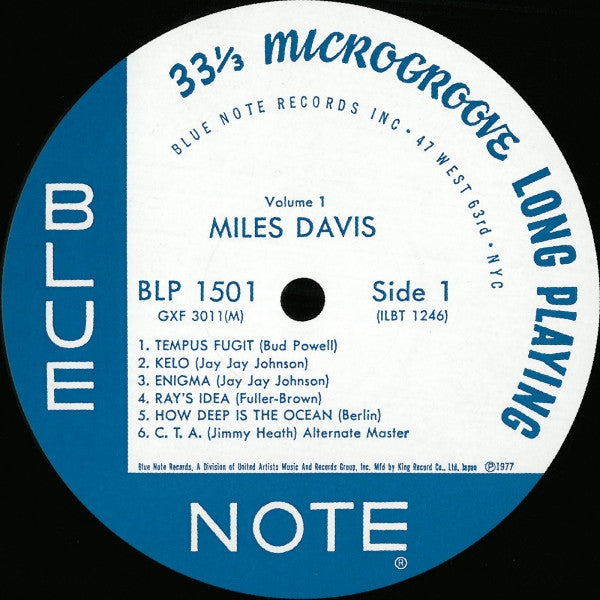 33⅓ MICROGROOVE LONG PLAYING
BLUE NOTE RECORDS INC • 47 WEST 63rd • NYC
Volume 1
MILES DAVIS
BLP 1501
GXF 3011(M)
Side 1
(ILBT 1246)
1. TEMPUS FUGIT (Bud Powell)
2. KELO (Jay Jay Johnson)
3. ENIGMA (Jay Jay Johnson)
4. RAY'S IDEA (Fuller-Brown)
5. HOW DEEP IS THE OCEAN (Berlin)
6. C. T. A. (Jimmy Heath) Alternate Master
Blue Note Records, A Division of United Artists Music And Records Group, Inc. Mfd by King Record Co., Ltd, Japan ℗1977
BLUE
NOTE®